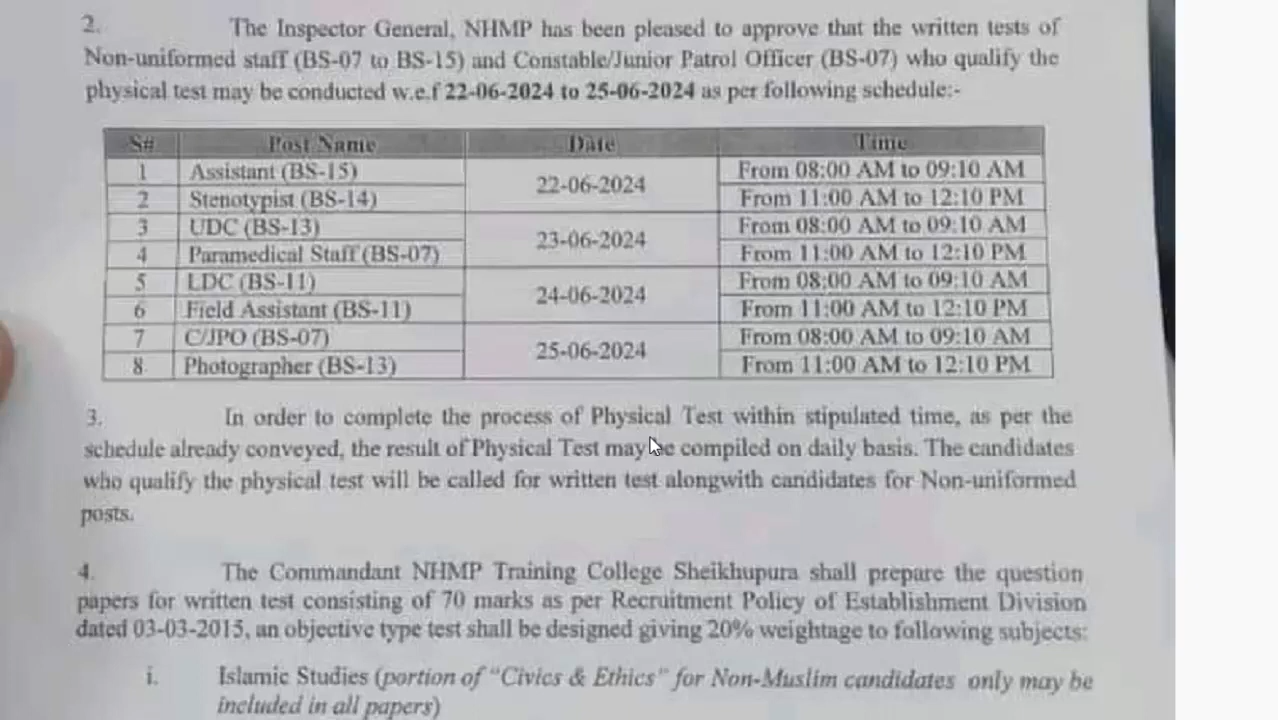 2. The Inspector General, NHMP has been pleased to approve that the written tests of
Non-uniformed staff (BS-07 to BS-15) and Constable/Junior Patrol Officer (BS-07) who qualify the
physical test may be conducted w.e.f 22-06-2024 to 25-06-2024 as per following schedule:-
S# Post Name Date Time
1 Assistant (BS-15) 22-06-2024 From 08:00 AM to 09:10 AM
2 Stenotypist (BS-14) From 11:00 AM to 12:10 PM
3 UDC (BS-13) 23-06-2024 From 08:00 AM to 09:10 AM
4 Paramedical Staff (BS-07) From 11:00 AM to 12:10 PM
5 LDC (BS-11) 24-06-2024 From 08:00 AM to 09:10 AM
6 Field Assistant (BS-11) From 11:00 AM to 12:10 PM
7 C/JPO (BS-07) 25-06-2024 From 08:00 AM to 09:10 AM
8 Photographer (BS-13) From 11:00 AM to 12:10 PM
3. In order to complete the process of Physical Test within stipulated time, as per the
schedule already conveyed, the result of Physical Test may be compiled on daily basis. The candidates
who qualify the physical test will be called for written test alongwith candidates for Non-uniformed
posts.
4. The Commandant NHMP Training College Sheikhupura shall prepare the question
papers for written test consisting of 70 marks as per Recruitment Policy of Establishment Division
dated 03-03-2015, an objective type test shall be designed giving 20% weightage to following subjects:
i. Islamic Studies (portion of "Civics & Ethics" for Non-Muslim candidates only may be
included in all papers)